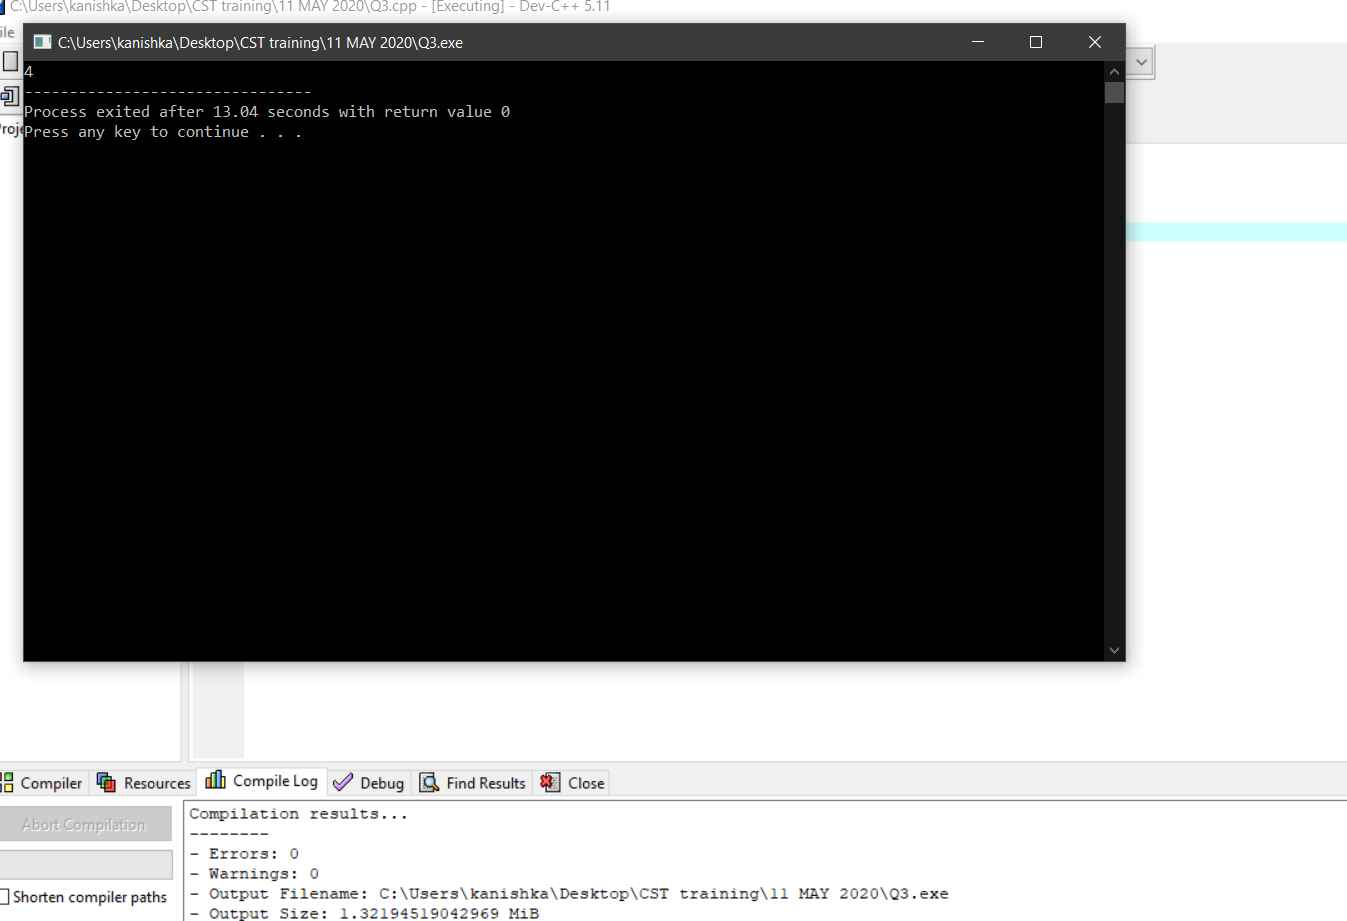 C:\Users\kanishka\Desktop\CST training\11 MAY 2020\Q3.cpp - [Executing] - Dev-C++ 5.11
ile
C:\Users\kanishka\Desktop\CST training\11 MAY 2020\Q3.exe
4
--------------------------------
Process exited after 13.04 seconds with return value 0
Proje
Press any key to continue . . .
Compiler Resources Compile Log Debug Find Results Close
Abort Compilation
Shorten compiler paths
Compilation results...
--------
- Errors: 0
- Warnings: 0
- Output Filename: C:\Users\kanishka\Desktop\CST training\11 MAY 2020\Q3.exe
- Output Size: 1.32194519042969 MiB